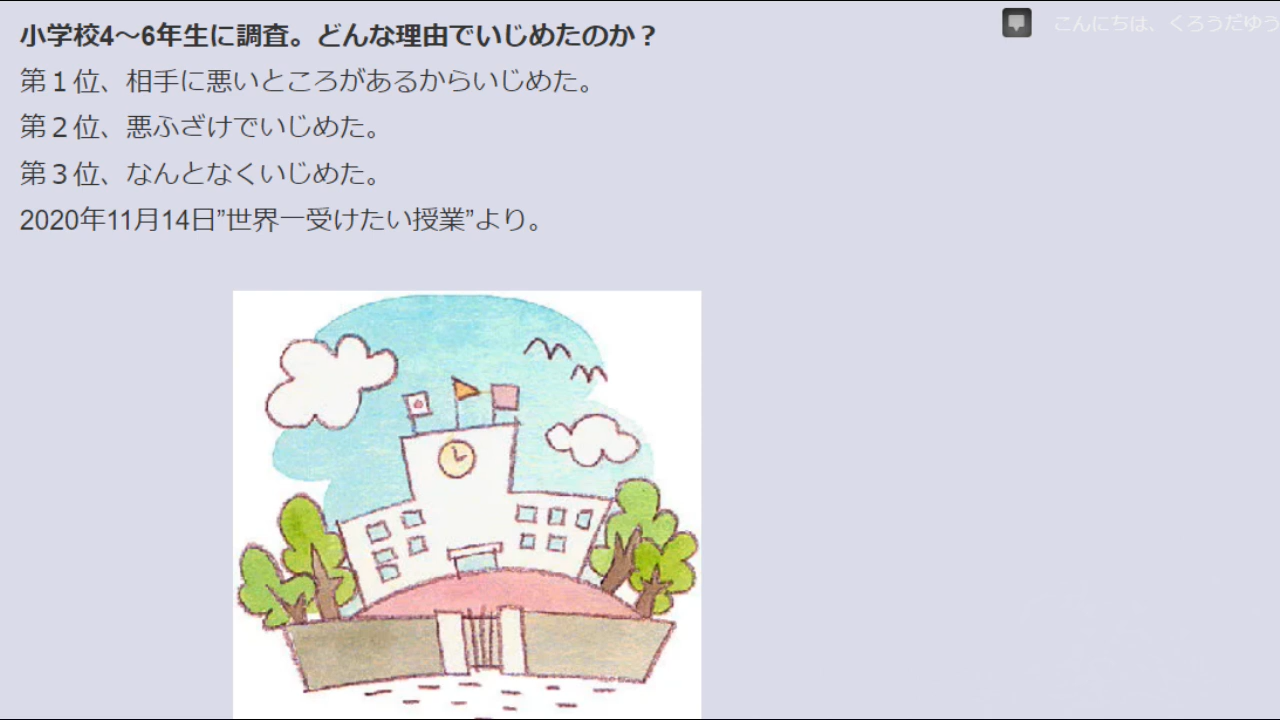 小学校4〜6年生に調査。どんな理由でいじめたのか？
第１位、相手に悪いところがあるからいじめた。
第２位、悪ふざけでいじめた。
第３位、なんとなくいじめた。
2020年11月14日”世界一受けたい授業”より。
こんにちは、くろうだゆう